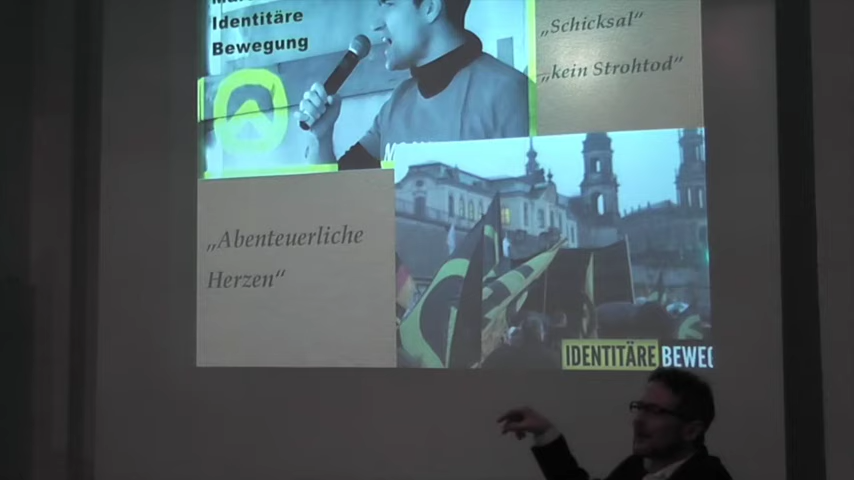 Identitäre
Bewegung
„Schicksal“
„kein Strohtod“
„Abenteuerliche
Herzen“
IDENTITÄRE BEWEG